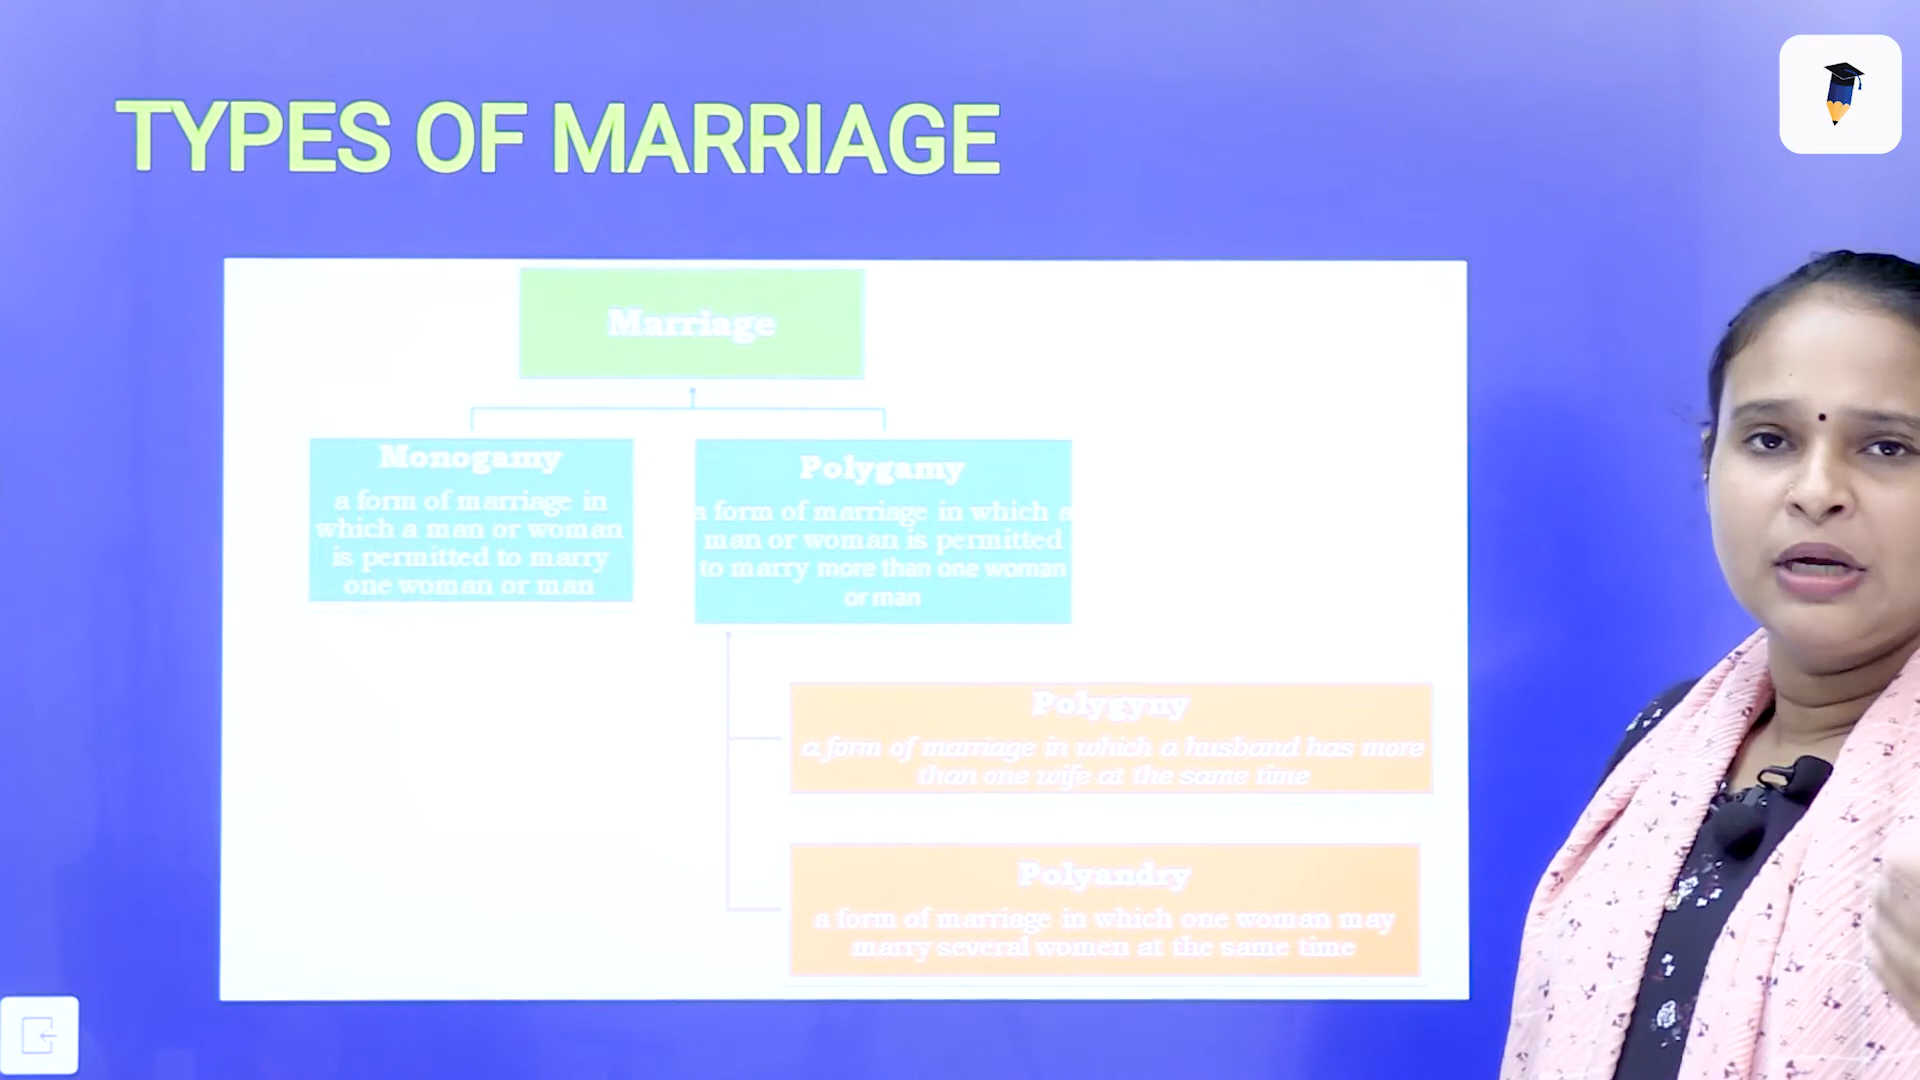 TYPES OF MARRIAGE
Marriage
Monogamy
a form of marriage in
which a man or woman
is permitted to marry
one woman or man
Polygamy
a form of marriage in which a
man or woman is permitted
to marry more than one woman
or man
Polygyny
a form of marriage in which a husband has more
than one wife at the same time
Polyandry
a form of marriage in which one woman may
marry several women at the same time